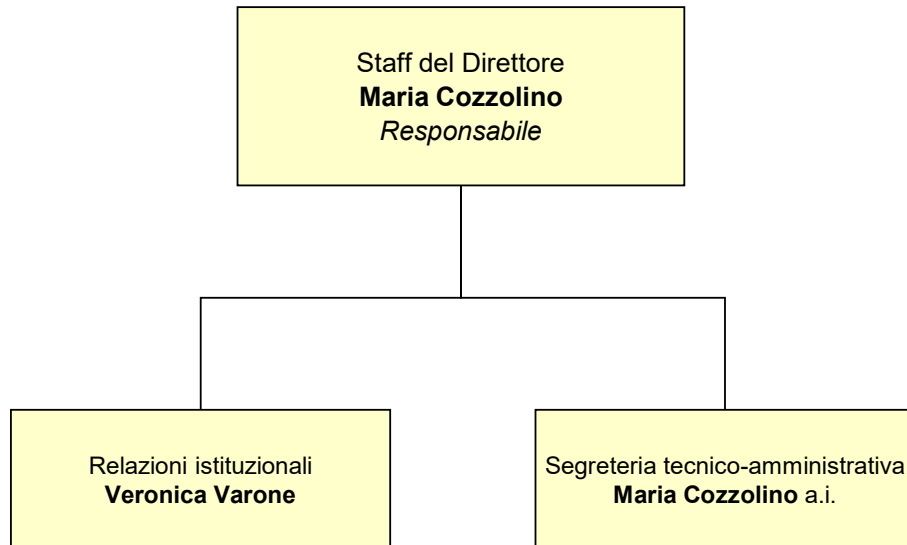 Staff del Direttore
Maria Cozzolino
Responsabile
Relazioni istituzionali
Veronica Varone
Segreteria tecnico-amministrativa
Maria Cozzolino a.i.